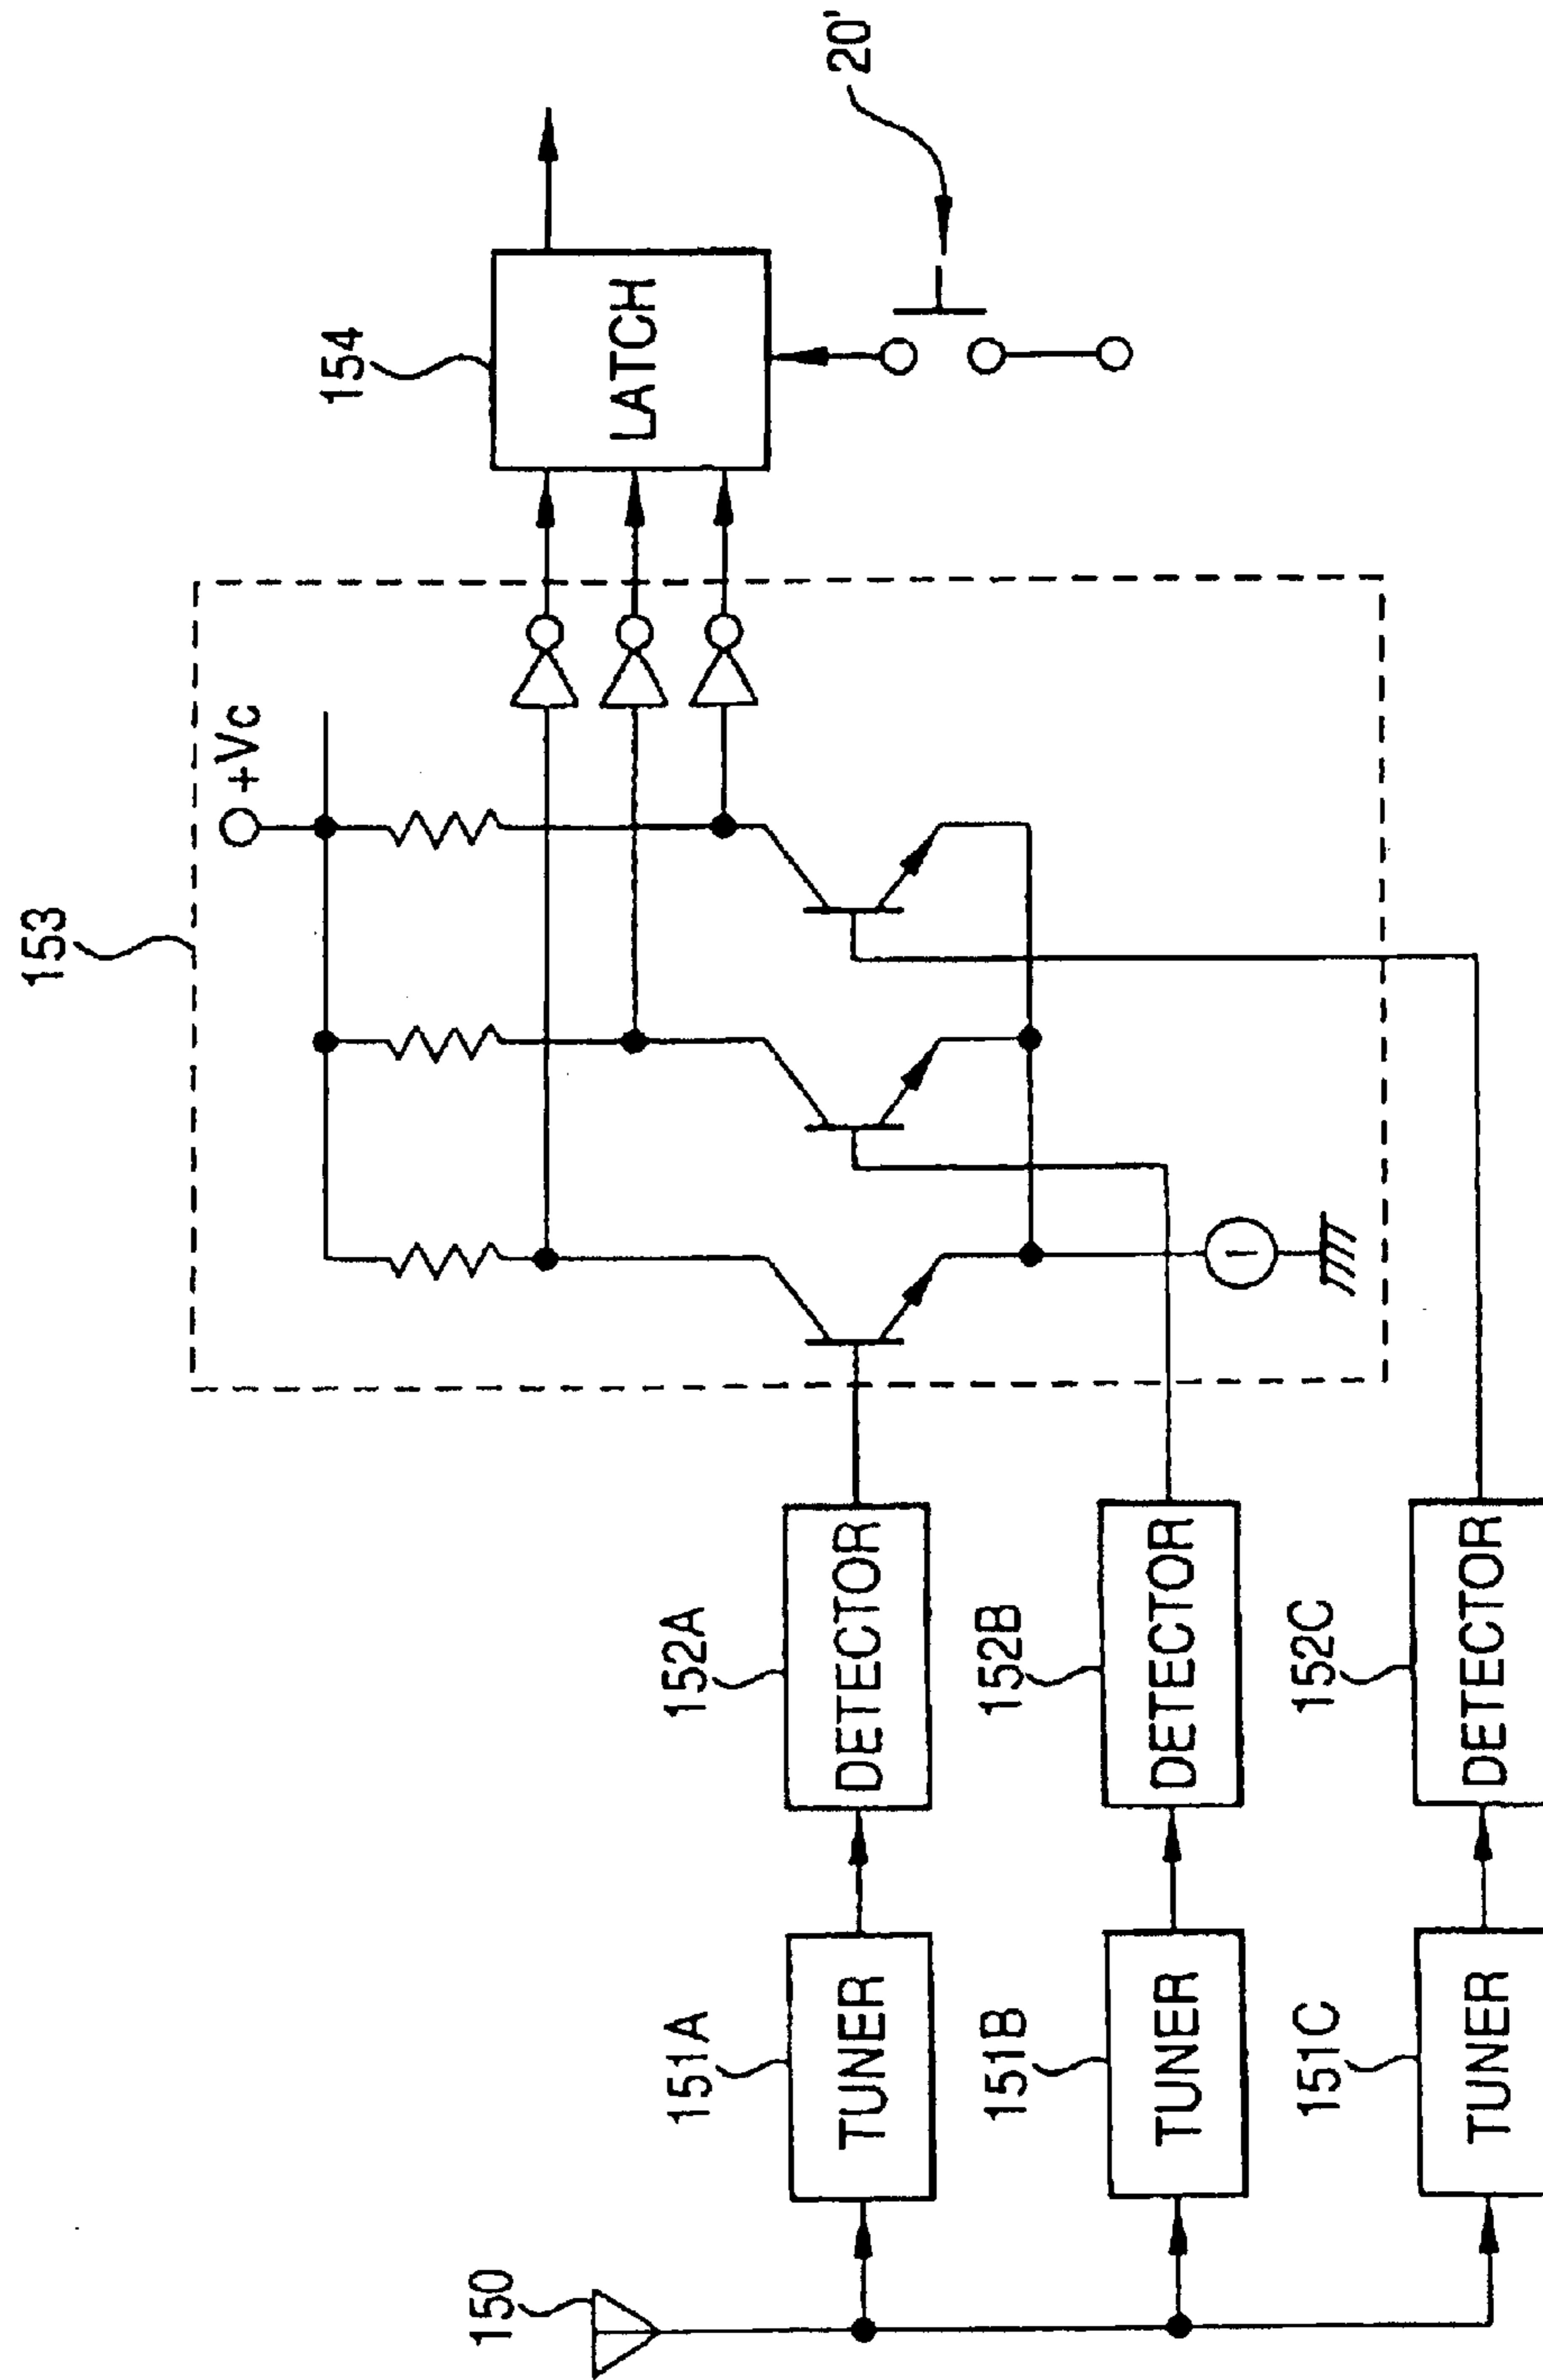 153
+Vc
154
LATCH
20'
I
150
151A
TUNER
152A
DETECTOR
151B
TUNER
152B
DETECTOR
151C
TUNER
152C
DETECTOR